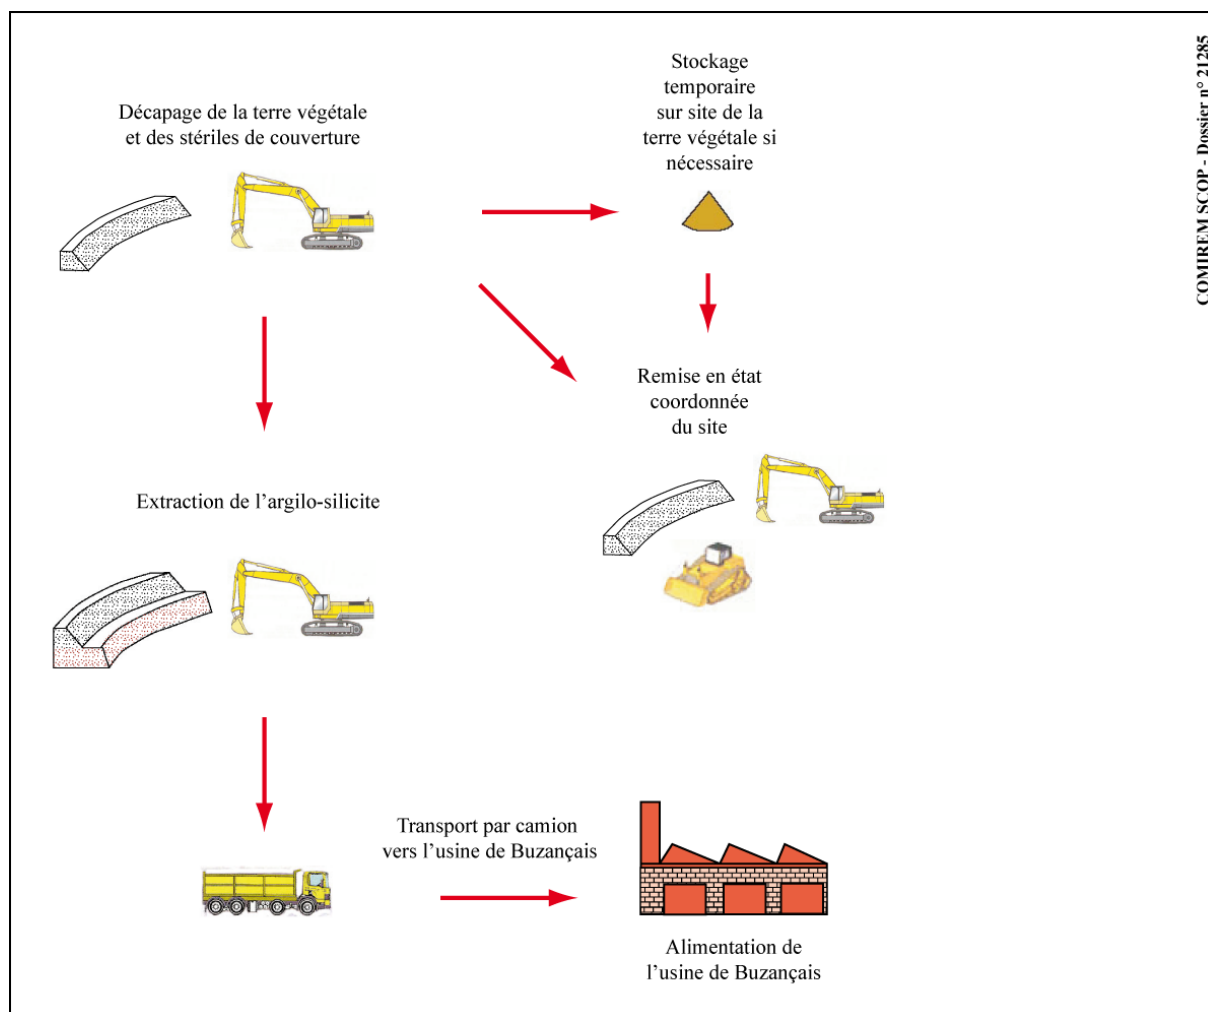 Décapage de la terre végétale
et des stériles de couverture
Stockage
temporaire
sur site de la
terre végétale si
nécessaire
Remise en état
coordonnée
du site
Extraction de l'argilo-silicite
Transport par camion
vers l'usine de Buzançais
Alimentation de
l'usine de Buzançais
COMIREM SCOP - Dossier n° 21285